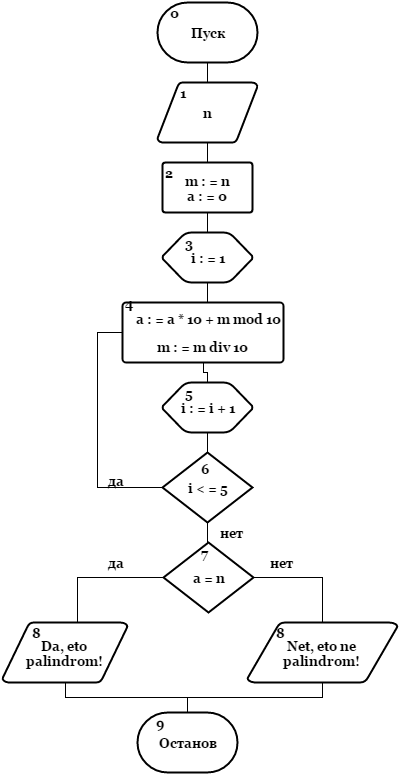 0
Пуск
1
n
2
m : = n
a : = 0
3
i : = 1
4
a : = a * 10 + m mod 10
m : = m div 10
5
i : = i + 1
6
i < = 5
да
нет
7
a = n
да
нет
8
Da, eto
palindrom!
8
Net, eto ne
palindrom!
9
Останов